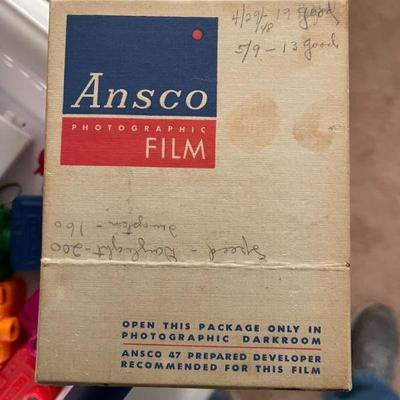 4/29/48 - 19 good
5/9 - 13 good
Ansco
PHOTOGRAPHIC
FILM
Speed - Daylight - 200
Tungsten - 160
OPEN THIS PACKAGE ONLY IN
PHOTOGRAPHIC DARKROOM
ANSCO 47 PREPARED DEVELOPER
RECOMMENDED FOR THIS FILM